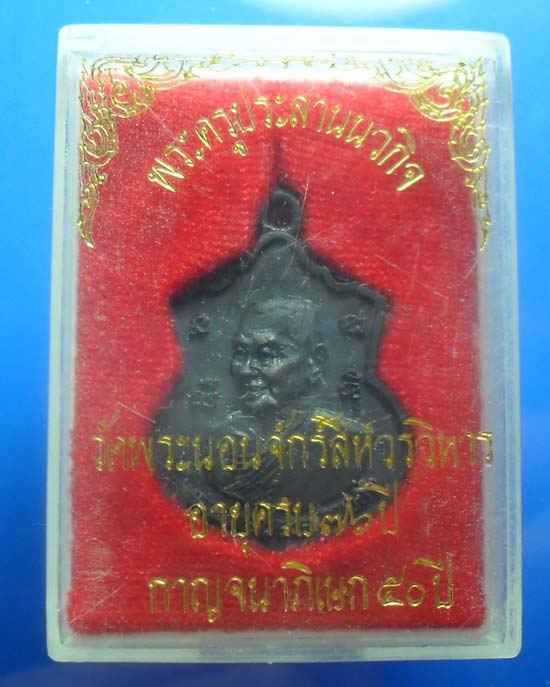 พระครูประสานนวกิจ
วัดพระนอนจักรสีห์วรวิหาร
อายุครบ ๗๖ ปี
กาญจนาภิเษก ๕๐ ปี